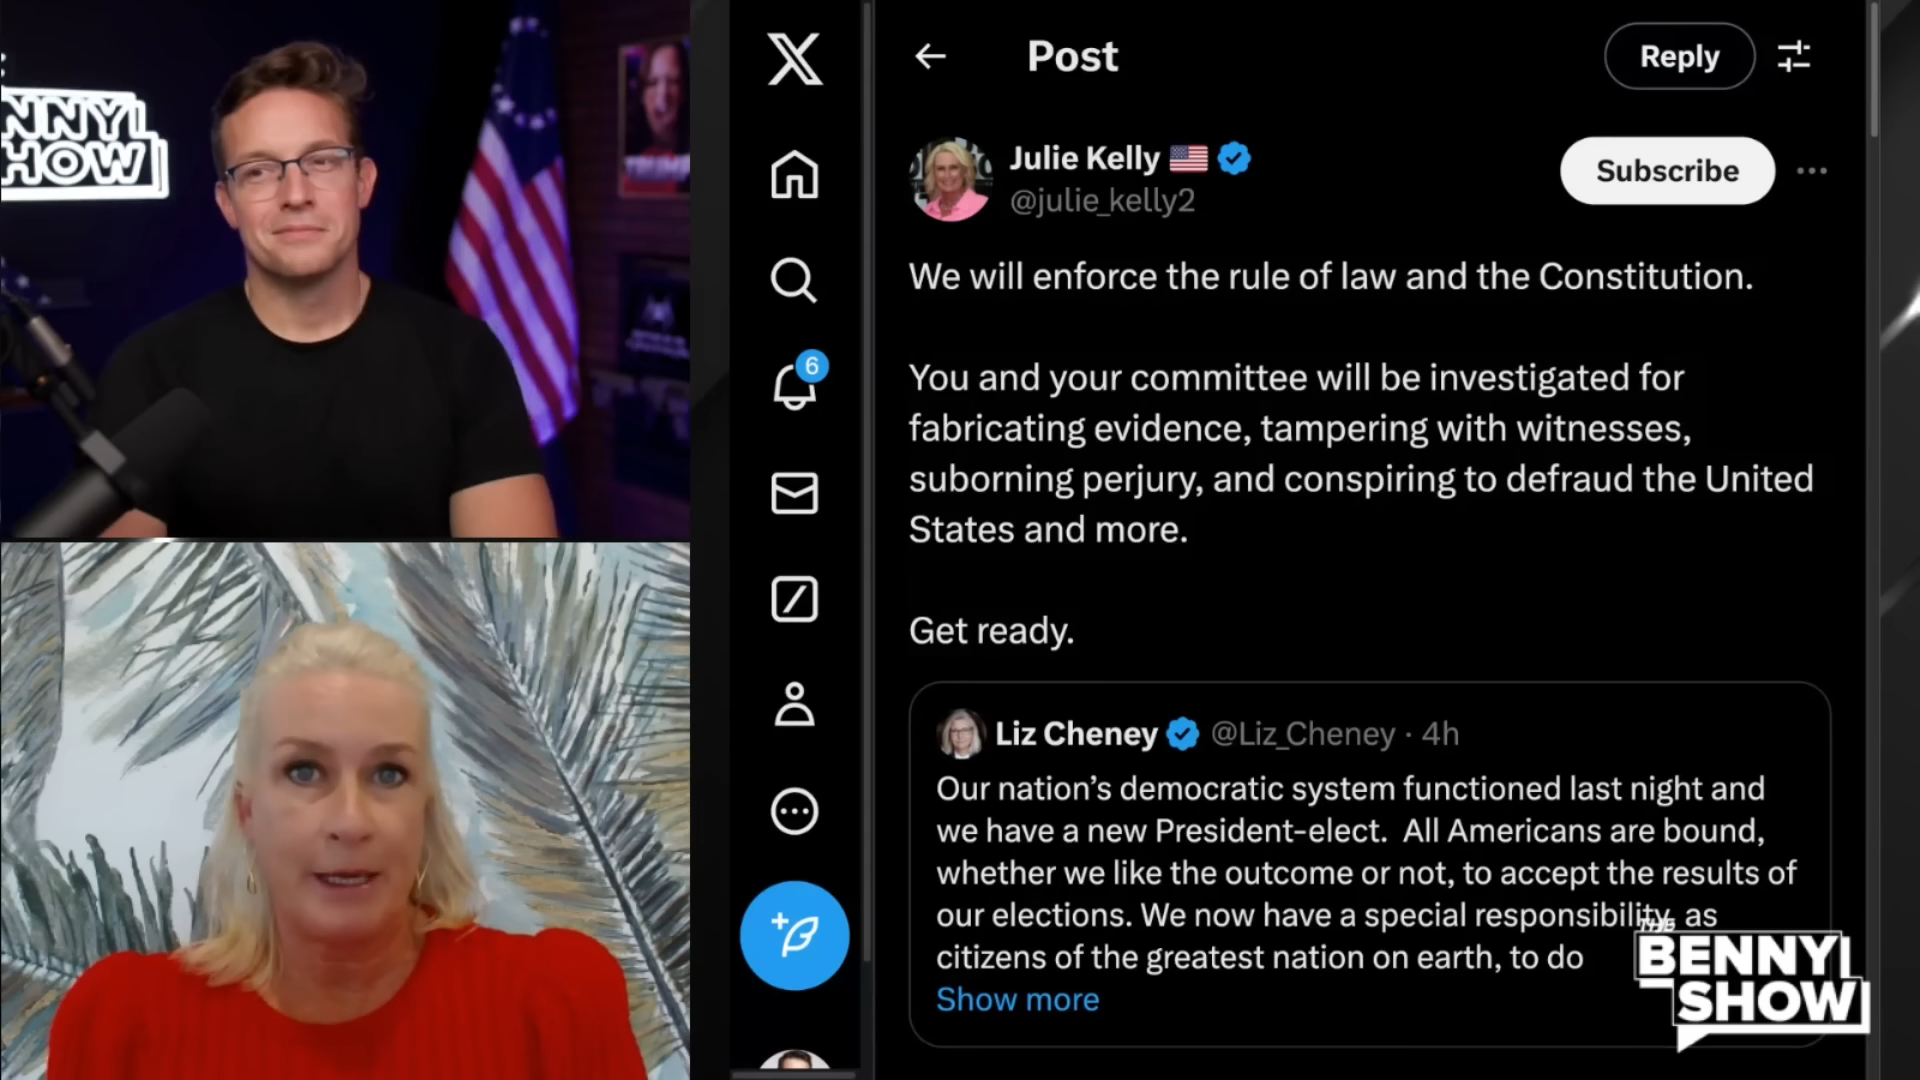 NNY
HOW
Post
Reply
Julie Kelly
@julie_kelly2
Subscribe
We will enforce the rule of law and the Constitution.
You and your committee will be investigated for
fabricating evidence, tampering with witnesses,
suborning perjury, and conspiring to defraud the United
States and more.
Get ready.
Liz Cheney @Liz_Cheney · 4h
Our nation’s democratic system functioned last night and
we have a new President-elect.  All Americans are bound,
whether we like the outcome or not, to accept the results of
our elections. We now have a special responsibility, as
citizens of the greatest nation on earth, to do
Show more
6
THE
BENNY
SHOW